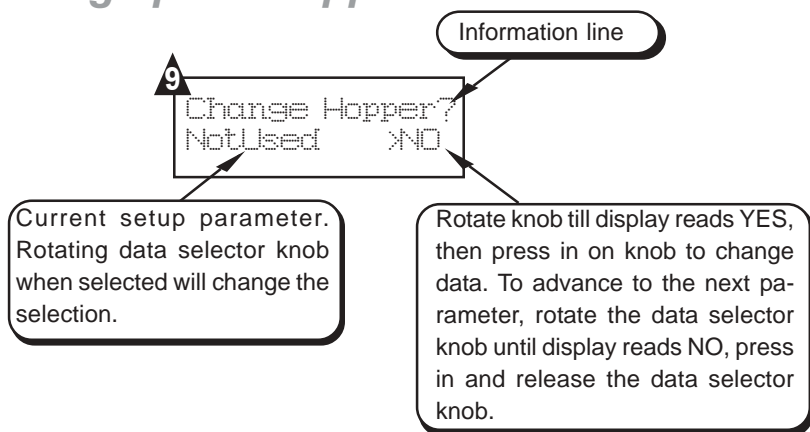 Information line
9
Change Hopper?
NotUsed >NO
Current setup parameter.
Rotating data selector knob
when selected will change the
selection.
Rotate knob till display reads YES,
then press in on knob to change
data. To advance to the next pa-
rameter, rotate the data selector
knob until display reads NO, press
in and release the data selector
knob.